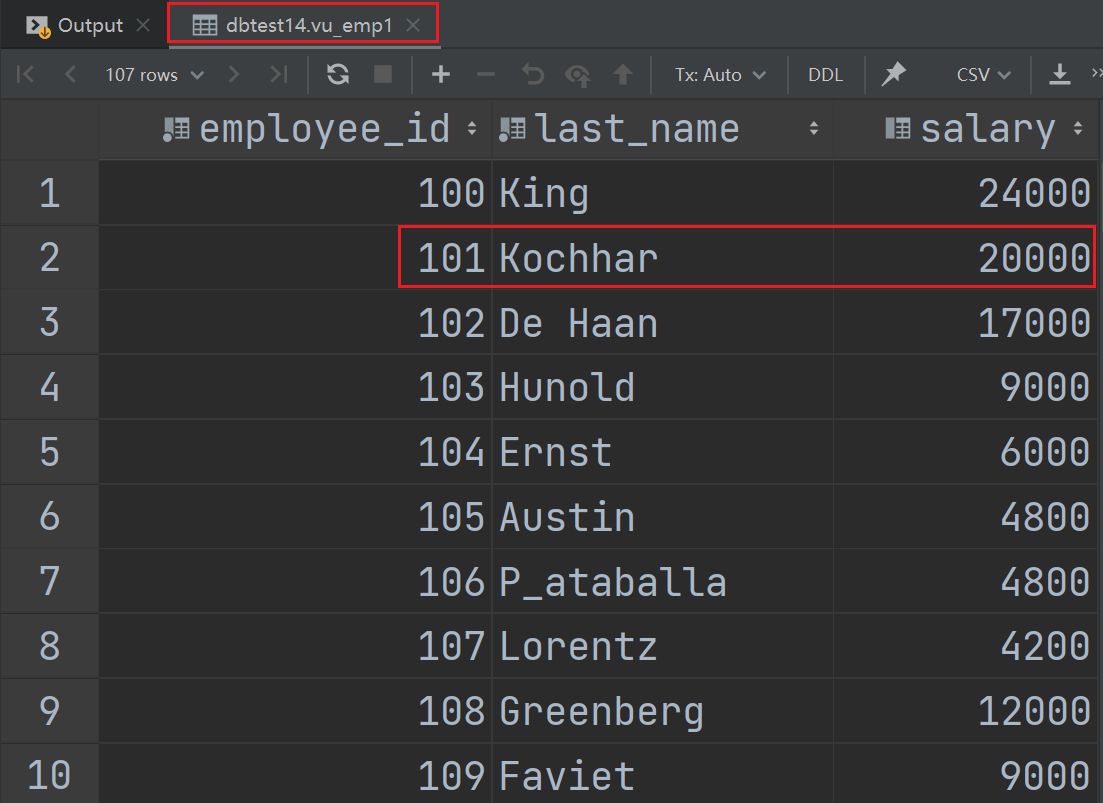 Output dbtest14.vu_emp1
107 rows Tx: Auto DDL CSV
employee_id last_name salary
1 100 King 24000
2 101 Kochhar 20000
3 102 De Haan 17000
4 103 Hunold 9000
5 104 Ernst 6000
6 105 Austin 4800
7 106 P_ataballa 4800
8 107 Lorentz 4200
9 108 Greenberg 12000
10 109 Faviet 9000